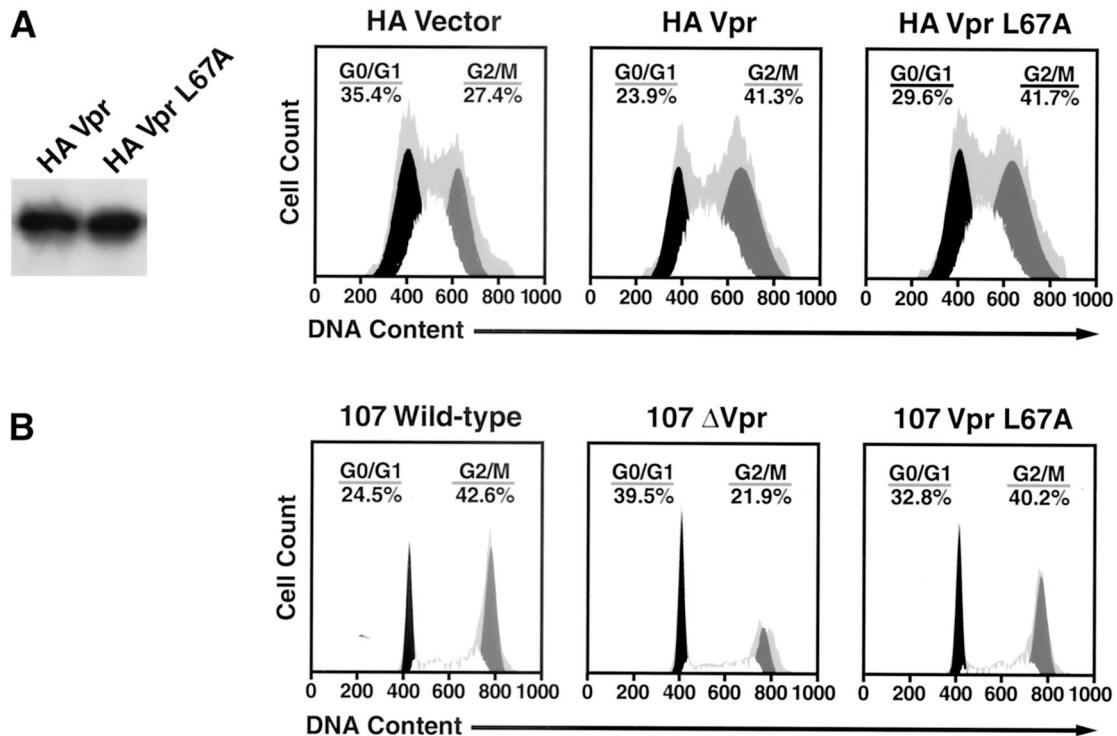 A
HA Vpr
HA Vpr L67A
HA Vector
HA Vpr
HA Vpr L67A
G0/G1 G2/M
35.4% 27.4%
G0/G1 G2/M
23.9% 41.3%
G0/G1 G2/M
29.6% 41.7%
Cell Count
0 200 400 600 800 1000
0 200 400 600 800 1000
0 200 400 600 800 1000
DNA Content
B
107 Wild-type
107 ΔVpr
107 Vpr L67A
G0/G1 G2/M
24.5% 42.6%
G0/G1 G2/M
39.5% 21.9%
G0/G1 G2/M
32.8% 40.2%
Cell Count
0 200 400 600 800 1000
0 200 400 600 800 1000
0 200 400 600 800 1000
DNA Content